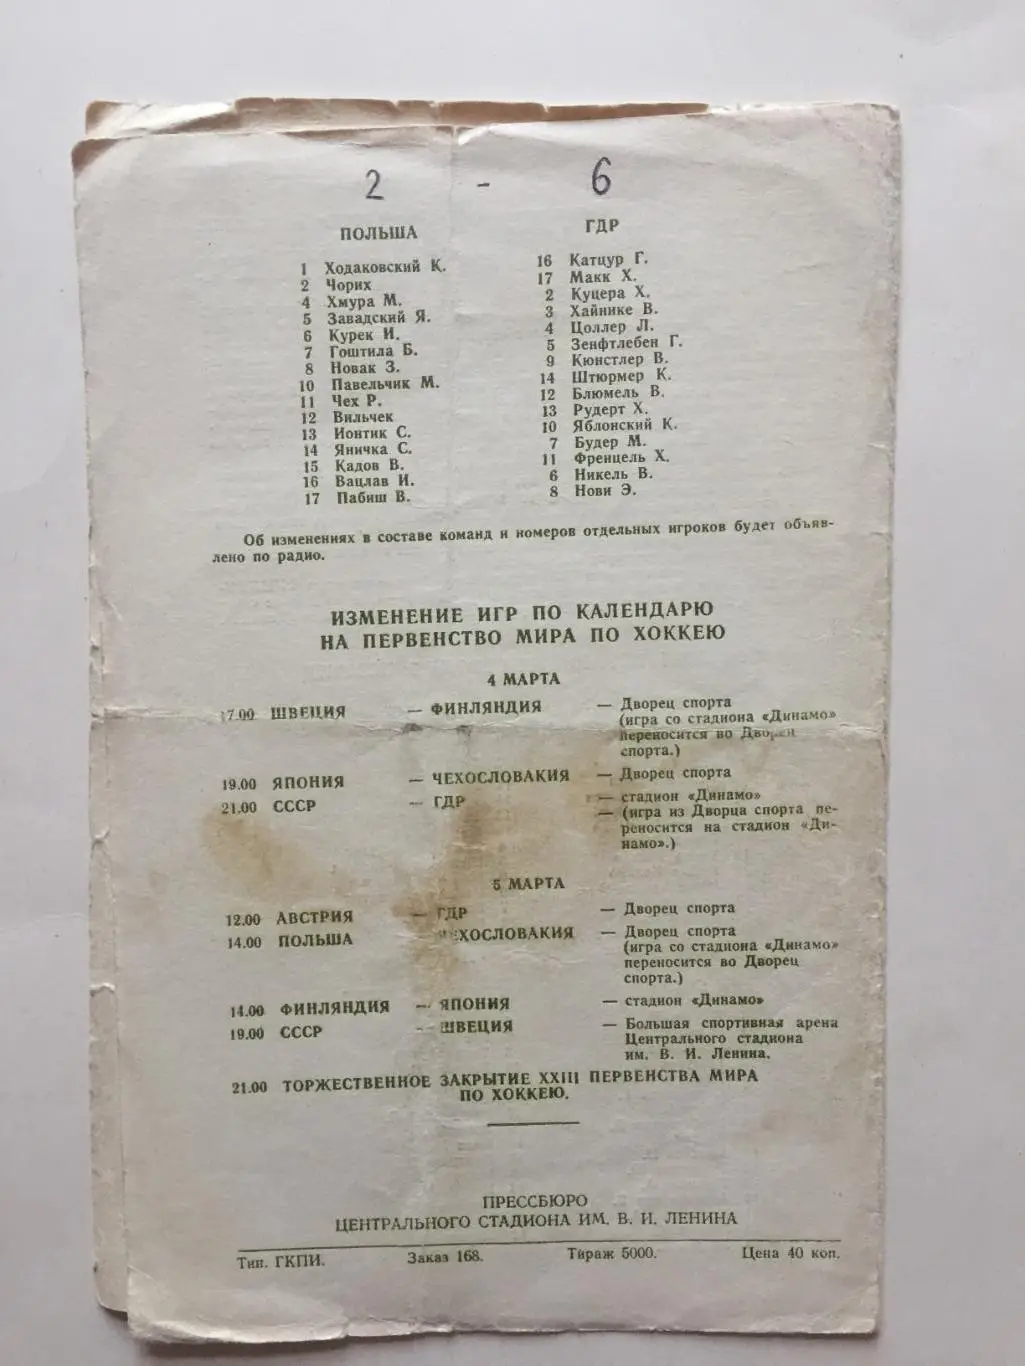 2 - 6
ПОЛЬША
1 Ходаковский К.
2 Чорих
4 Хмура М.
5 Завадский Я.
6 Курек И.
7 Гоштила Б.
8 Новак З.
10 Павельчик М.
11 Чех Р.
12 Вильчек
13 Ионтик С.
14 Яничка С.
15 Кадов В.
16 Вацлав И.
17 Пабиш В.
ГДР
16 Катцур Г.
17 Макк Х.
2 Куцера Х.
3 Хайнике В.
4 Цоллер Л.
5 Зенфтлебен Г.
9 Кюнстлер В.
14 Штюрмер К.
12 Блюмель В.
13 Рудерт Х.
10 Яблонский К.
7 Будер М.
11 Френцель Х.
6 Никель В.
8 Нови Э.
Об изменениях в составе команд и номеров отдельных игроков будет объяв-
лено по радио.
ИЗМЕНЕНИЕ ИГР ПО КАЛЕНДАРЮ
НА ПЕРВЕНСТВО МИРА ПО ХОККЕЮ
4 МАРТА
17.00 ШВЕЦИЯ — ФИНЛЯНДИЯ — Дворец спорта
(игра со стадиона «Динамо»
переносится во Дворец
спорта.)
19.00 ЯПОНИЯ — ЧЕХОСЛОВАКИЯ — Дворец спорта
21.00 СССР — ГДР — стадион «Динамо»
— (игра из Дворца спорта пе-
реносится на стадион «Ди-
намо».)
5 МАРТА
12.00 АВСТРИЯ — ГДР — Дворец спорта
14.00 ПОЛЬША — ЧЕХОСЛОВАКИЯ — Дворец спорта
(игра со стадиона «Динамо»
переносится во Дворец
спорта.)
14.00 ФИНЛЯНДИЯ — ЯПОНИЯ — стадион «Динамо»
19.00 СССР — ШВЕЦИЯ — Большая спортивная арена
Центрального стадиона
им. В. И. Ленина.
21.00 ТОРЖЕСТВЕННОЕ ЗАКРЫТИЕ XXIII ПЕРВЕНСТВА МИРА
ПО ХОККЕЮ.
ПРЕССБЮРО
ЦЕНТРАЛЬНОГО СТАДИОНА ИМ. В. И. ЛЕНИНА
Тип. ГКПИ. Заказ 168. Тираж 5000. Цена 40 коп.